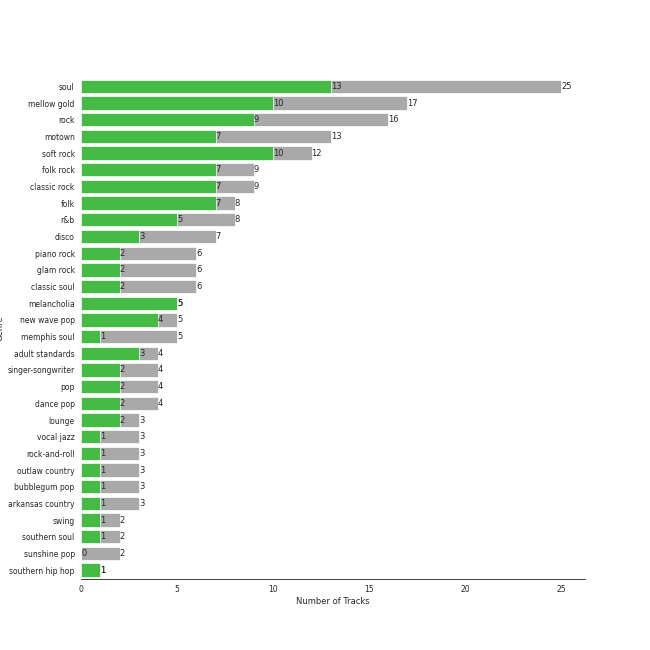 soul 13 25
mellow gold 10 17
rock 9 16
motown 7 13
soft rock 10 12
folk rock 7 9
classic rock 7 9
folk 7 8
r&b 5 8
disco 3 7
piano rock 2 6
glam rock 2 6
classic soul 2 6
melancholia 5
new wave pop 4 5
memphis soul 1 5
adult standards 3 4
singer-songwriter 2 4
pop 2 4
dance pop 2 4
lounge 2 3
vocal jazz 1 3
rock-and-roll 1 3
outlaw country 1 3
bubblegum pop 1 3
arkansas country 1 3
swing 1 2
southern soul 1 2
sunshine pop 0 2
southern hip hop 1
0 5 10 15 20 25
Number of Tracks